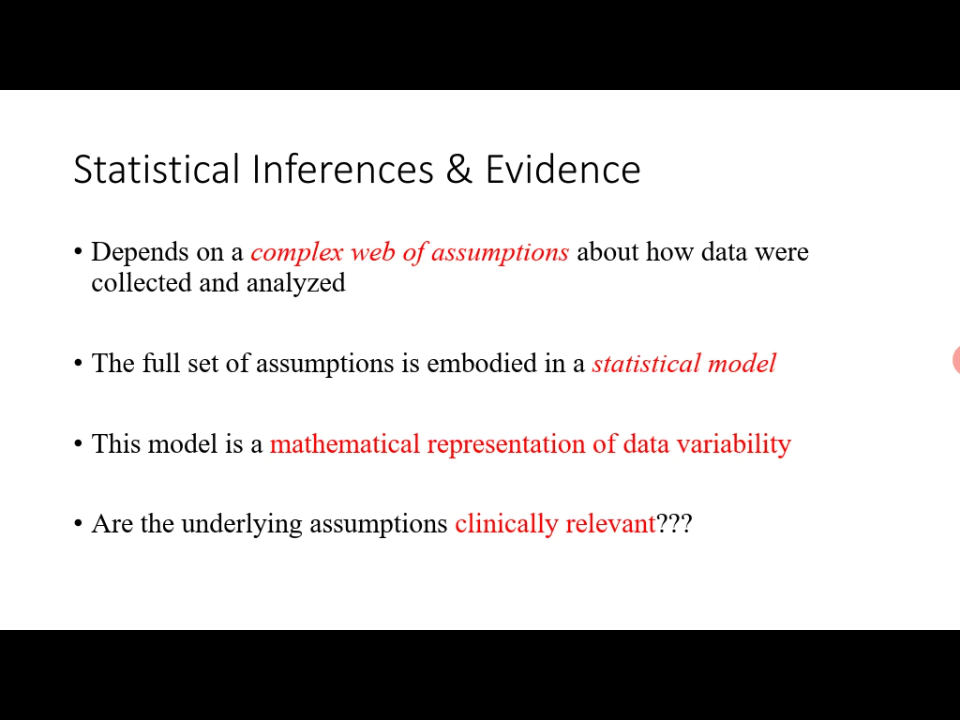 Statistical Inferences & Evidence
• Depends on a complex web of assumptions about how data were
collected and analyzed
• The full set of assumptions is embodied in a statistical model
• This model is a mathematical representation of data variability
• Are the underlying assumptions clinically relevant???